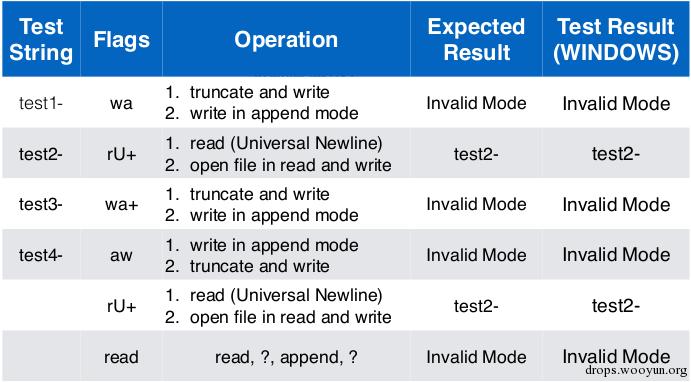 Test String Flags Operation Expected Result Test Result (WINDOWS)
test1- wa 1. truncate and write 2. write in append mode Invalid Mode Invalid Mode
test2- rU+ 1. read (Universal Newline) 2. open file in read and write test2- test2-
test3- wa+ 1. truncate and write 2. write in append mode Invalid Mode Invalid Mode
test4- aw 1. write in append mode 2. truncate and write Invalid Mode Invalid Mode
rU+ 1. read (Universal Newline) 2. open file in read and write test2- test2-
read read, ?, append, ? Invalid Mode Invalid Mode
drops.wooyun.org